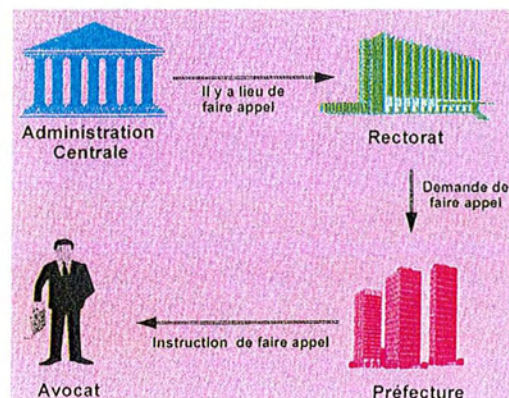 Il y a lieu de
faire appel
Administration
Centrale
Rectorat
Demande de
faire appel
Instruction de faire appel
Avocat
Préfecture